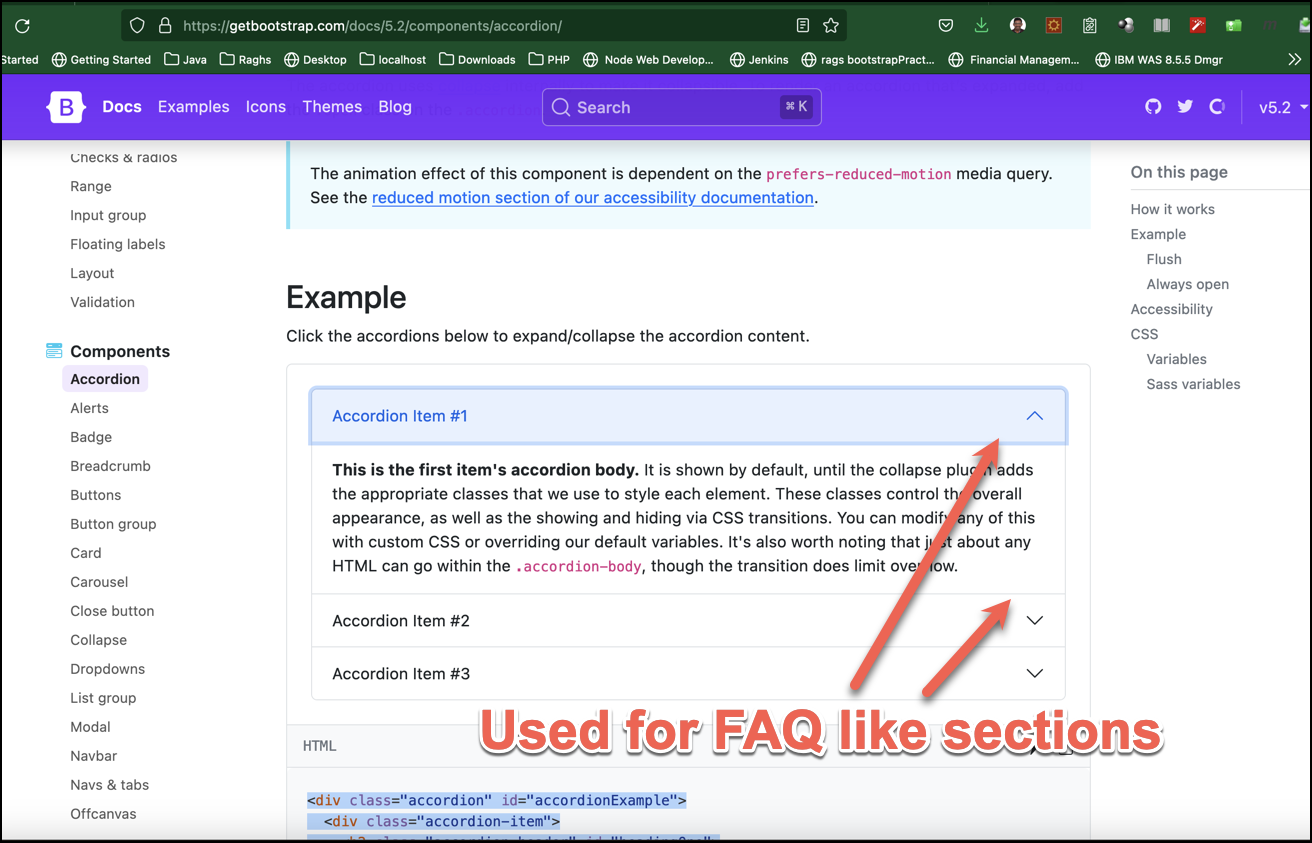 https://getbootstrap.com/docs/5.2/components/accordion/
Started Getting Started Java Raghs Desktop localhost Downloads PHP Node Web Develop... Jenkins rags bootstrapPract... Financial Managem... IBM WAS 8.5.5 Dmgr
B Docs Examples Icons Themes Blog Search ⌘ K v5.2
Checks & radios
Range
Input group
Floating labels
Layout
Validation
Components
Accordion
Alerts
Badge
Breadcrumb
Buttons
Button group
Card
Carousel
Close button
Collapse
Dropdowns
List group
Modal
Navbar
Navs & tabs
Offcanvas
The animation effect of this component is dependent on the prefers-reduced-motion media query.
See the reduced motion section of our accessibility documentation.
Example
Click the accordions below to expand/collapse the accordion content.
Accordion Item #1
This is the first item's accordion body. It is shown by default, until the collapse plugin adds
the appropriate classes that we use to style each element. These classes control the overall
appearance, as well as the showing and hiding via CSS transitions. You can modify any of this
with custom CSS or overriding our default variables. It's also worth noting that just about any
HTML can go within the .accordion-body, though the transition does limit overflow.
Accordion Item #2
Accordion Item #3
Used for FAQ like sections
HTML
<div class="accordion" id="accordionExample">
<div class="accordion-item">
On this page
How it works
Example
Flush
Always open
Accessibility
CSS
Variables
Sass variables